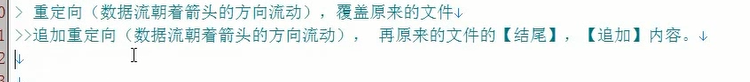 > 重定向（数据流朝着箭头的方向流动），覆盖原来的文件↓
>>追加重定向（数据流朝着箭头的方向流动）， 再原来的文件的【结尾】，【追加】内容。↓
2 ↓